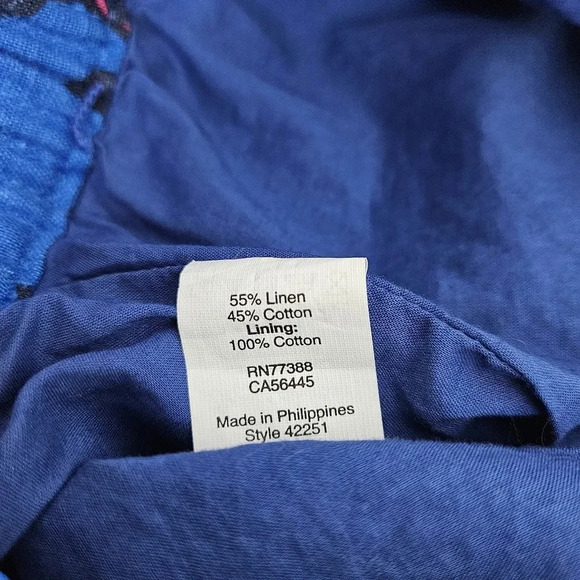 55% Linen
45% Cotton
Lining:
100% Cotton
RN77388
CA56445
Made in Philippines
Style 42251